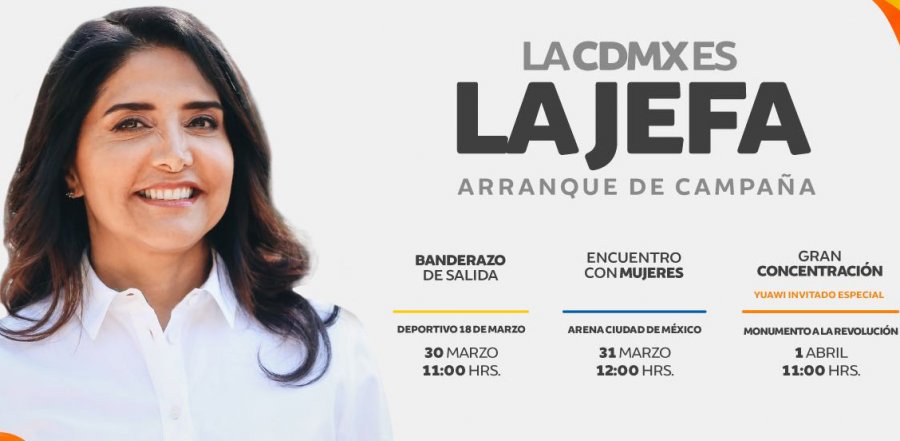 LA CDMX ES
LA JEFA
ARRANQUE DE CAMPAÑA
BANDERAZO
DE SALIDA
DEPORTIVO 18 DE MARZO
30 MARZO
11:00 HRS.
ENCUENTRO
CON MUJERES
ARENA CIUDAD DE MÉXICO
31 MARZO
12:00 HRS.
GRAN
CONCENTRACIÓN
YUAWI INVITADO ESPECIAL
MONUMENTO A LA REVOLUCIÓN
1 ABRIL
11:00 HRS.